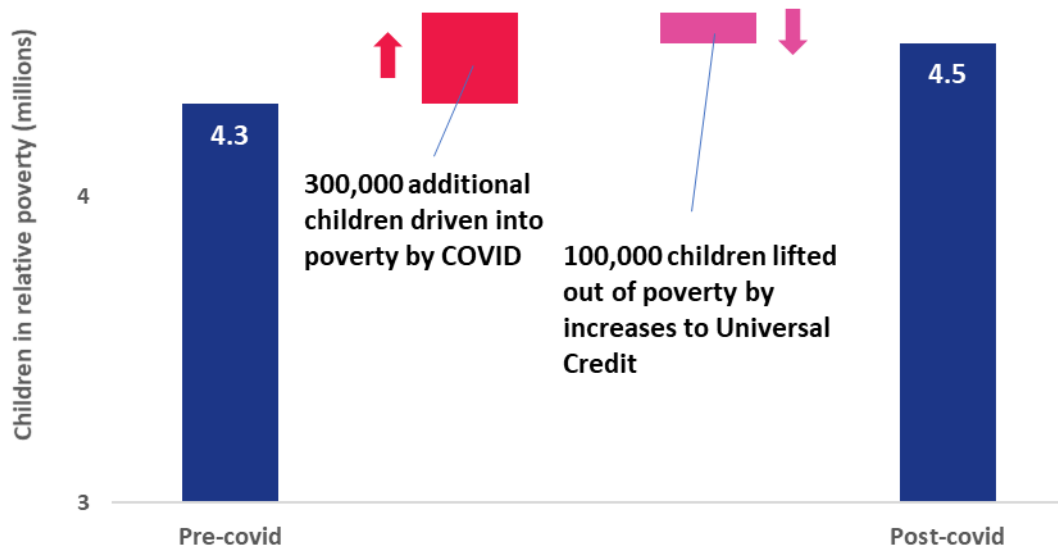 Children in relative poverty (millions)
4.3
4.5
300,000 additional
children driven into
poverty by COVID
100,000 children lifted
out of poverty by
increases to Universal
Credit
4
3
Pre-covid
Post-covid